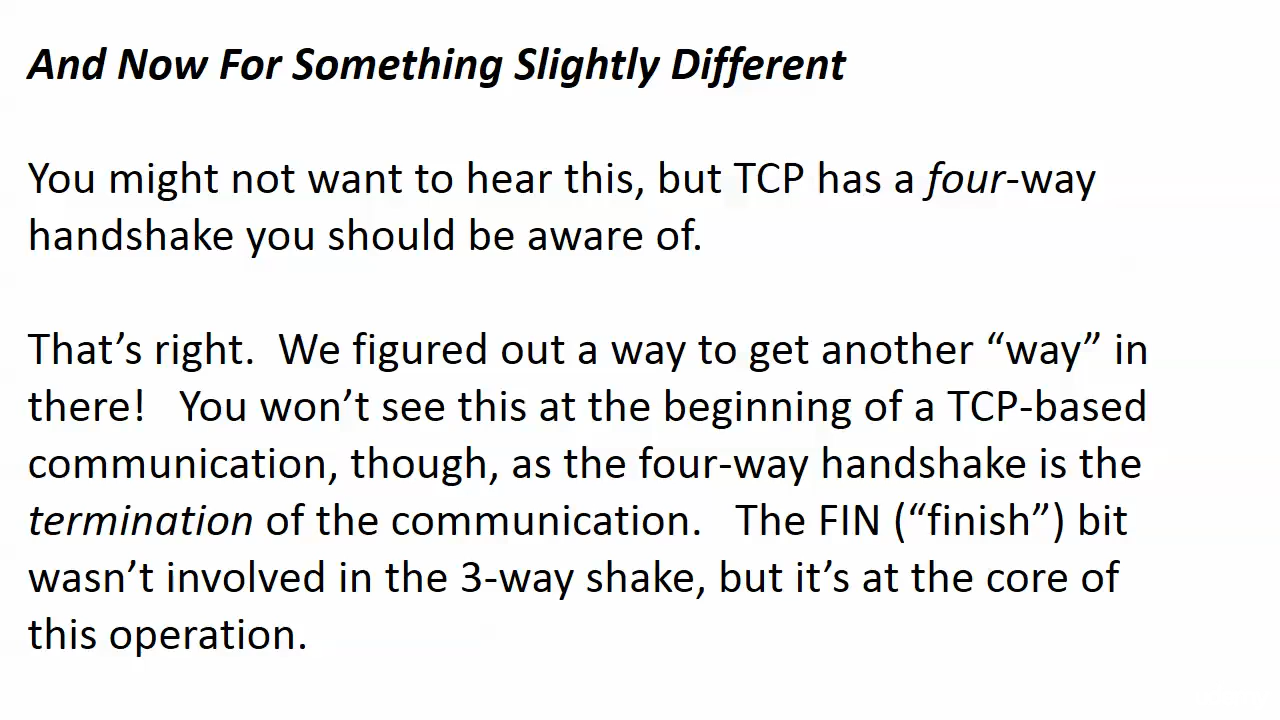 And Now For Something Slightly Different
You might not want to hear this, but TCP has a four-way
handshake you should be aware of.
That’s right.  We figured out a way to get another “way” in
there!   You won’t see this at the beginning of a TCP-based
communication, though, as the four-way handshake is the
termination of the communication.   The FIN (“finish”) bit
wasn’t involved in the 3-way shake, but it’s at the core of
this operation.